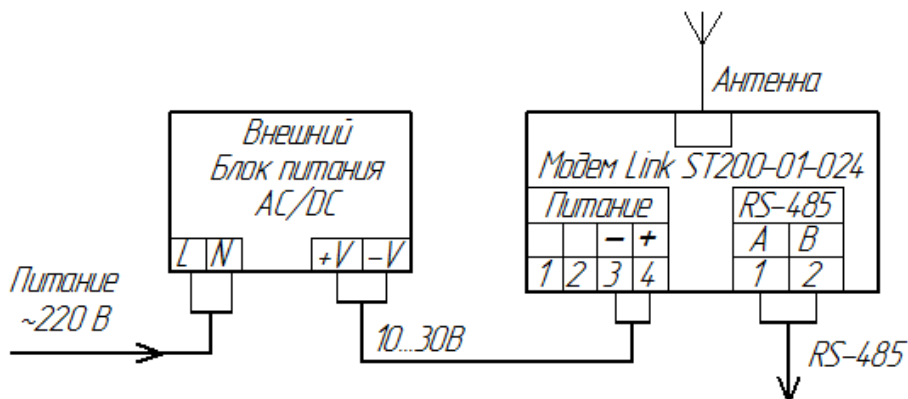 Антенна
Внешний
Блок питания
AC/DC
L N +V -V
Питание
~220 В
10...30В
Модем Link ST200-01-024
Питание RS-485
- + A B
1 2 3 4 1 2
RS-485